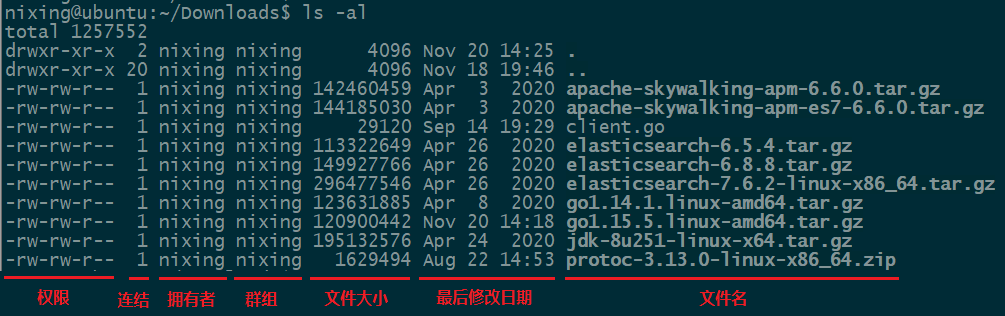 nixing@ubuntu:~/Downloads$ ls -al
total 1257552
drwxr-xr-x 2 nixing nixing 4096 Nov 20 14:25 .
drwxr-xr-x 20 nixing nixing 4096 Nov 18 19:46 ..
-rw-rw-r-- 1 nixing nixing 142460459 Apr 3 2020 apache-skywalking-apm-6.6.0.tar.gz
-rw-rw-r-- 1 nixing nixing 144185030 Apr 3 2020 apache-skywalking-apm-es7-6.6.0.tar.gz
-rw-rw-r-- 1 nixing nixing 29120 Sep 14 19:29 client.go
-rw-rw-r-- 1 nixing nixing 113322649 Apr 26 2020 elasticsearch-6.5.4.tar.gz
-rw-rw-r-- 1 nixing nixing 149927766 Apr 26 2020 elasticsearch-6.8.8.tar.gz
-rw-rw-r-- 1 nixing nixing 296477546 Apr 26 2020 elasticsearch-7.6.2-linux-x86_64.tar.gz
-rw-rw-r-- 1 nixing nixing 123631885 Apr 8 2020 go1.14.1.linux-amd64.tar.gz
-rw-rw-r-- 1 nixing nixing 120900442 Nov 20 14:18 go1.15.5.linux-amd64.tar.gz
-rw-rw-r-- 1 nixing nixing 195132576 Apr 24 2020 jdk-8u251-linux-x64.tar.gz
-rw-rw-r-- 1 nixing nixing 1629494 Aug 22 14:53 protoc-3.13.0-linux-x86_64.zip
权限 连结 拥有者 群组 文件大小 最后修改日期 文件名